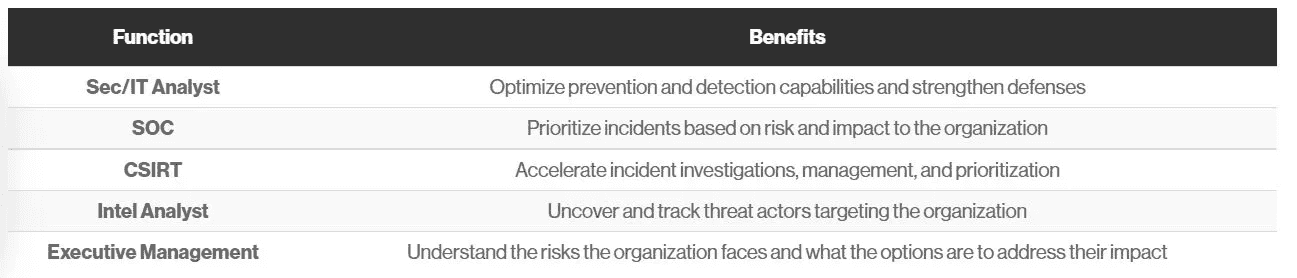 Function Benefits
Sec/IT Analyst Optimize prevention and detection capabilities and strengthen defenses
SOC Prioritize incidents based on risk and impact to the organization
CSIRT Accelerate incident investigations, management, and prioritization
Intel Analyst Uncover and track threat actors targeting the organization
Executive Management Understand the risks the organization faces and what the options are to address their impact